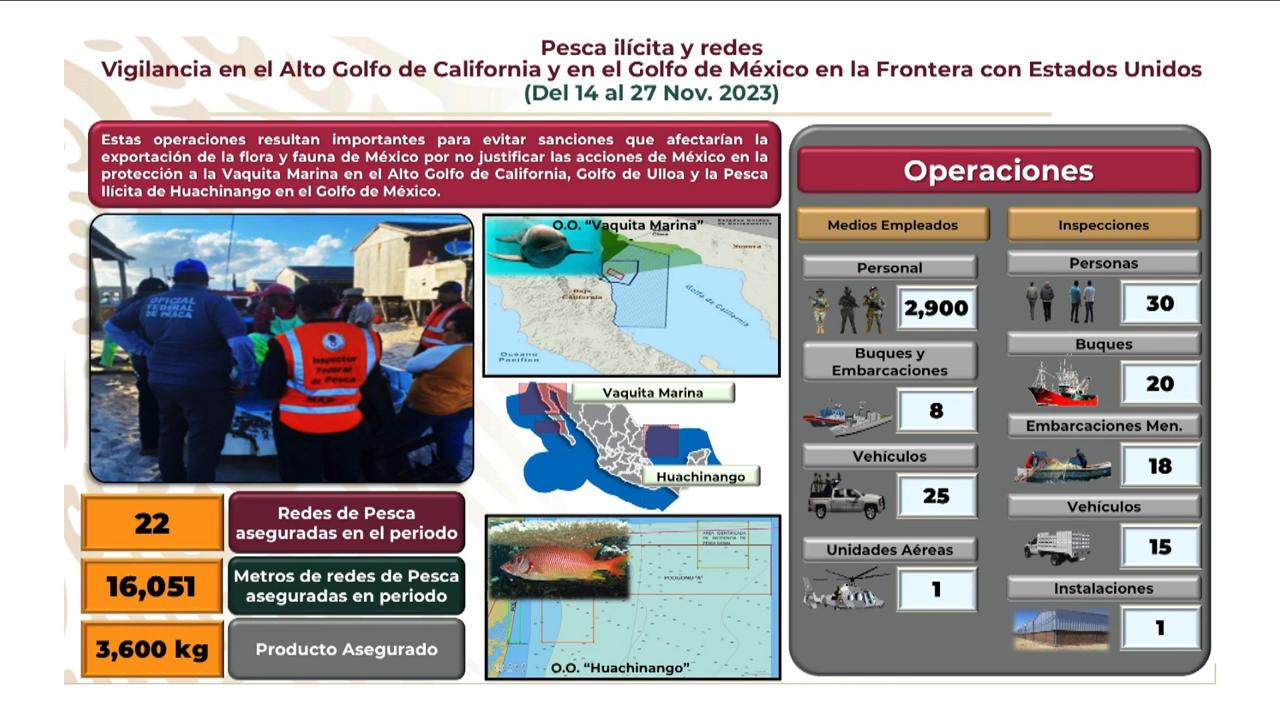 Pesca ilícita y redes
Vigilancia en el Alto Golfo de California y en el Golfo de México en la Frontera con Estados Unidos
(Del 14 al 27 Nov. 2023)
Estas operaciones resultan importantes para evitar sanciones que afectarían la
exportación de la flora y fauna de México por no justificar las acciones de México en la
protección a la Vaquita Marina en el Alto Golfo de California, Golfo de Ulloa y la Pesca
Ilícita de Huachinango en el Golfo de México.
OFICIAL
FEDERAL
DE PESCA
Inspector
Federal
de Pesca
O.O. “Vaquita Marina”
Sonora
Baja
California
Golfo de California
Océano
Pacífico
Vaquita Marina
Huachinango
POLÍGONO "A"
O.O. “Huachinango”
22
Redes de Pesca
aseguradas en el periodo
16,051
Metros de redes de Pesca
aseguradas en periodo
3,600 kg
Producto Asegurado
Operaciones
Medios Empleados
Personal
2,900
Buques y
Embarcaciones
8
Vehículos
25
Unidades Aéreas
1
Inspecciones
Personas
30
Buques
20
Embarcaciones Men.
18
Vehículos
15
Instalaciones
1